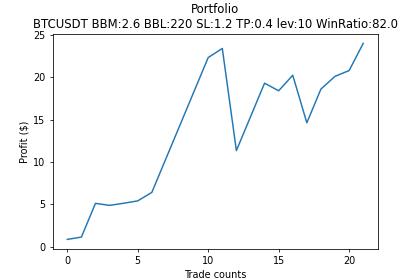 Portfolio
BTCUSDT BBM:2.6 BBL:220 SL:1.2 TP:0.4 lev:10 WinRatio:82.0
25
20
15
10
5
0
Profit ($)
0 5 10 15 20
Trade counts